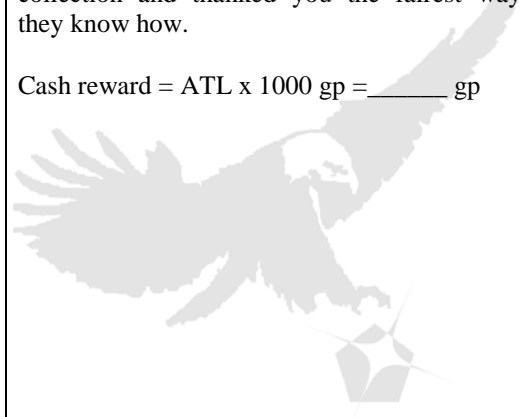 collection and thanked you the fairest way
they know how.
Cash reward = ATL x 1000 gp =______ gp